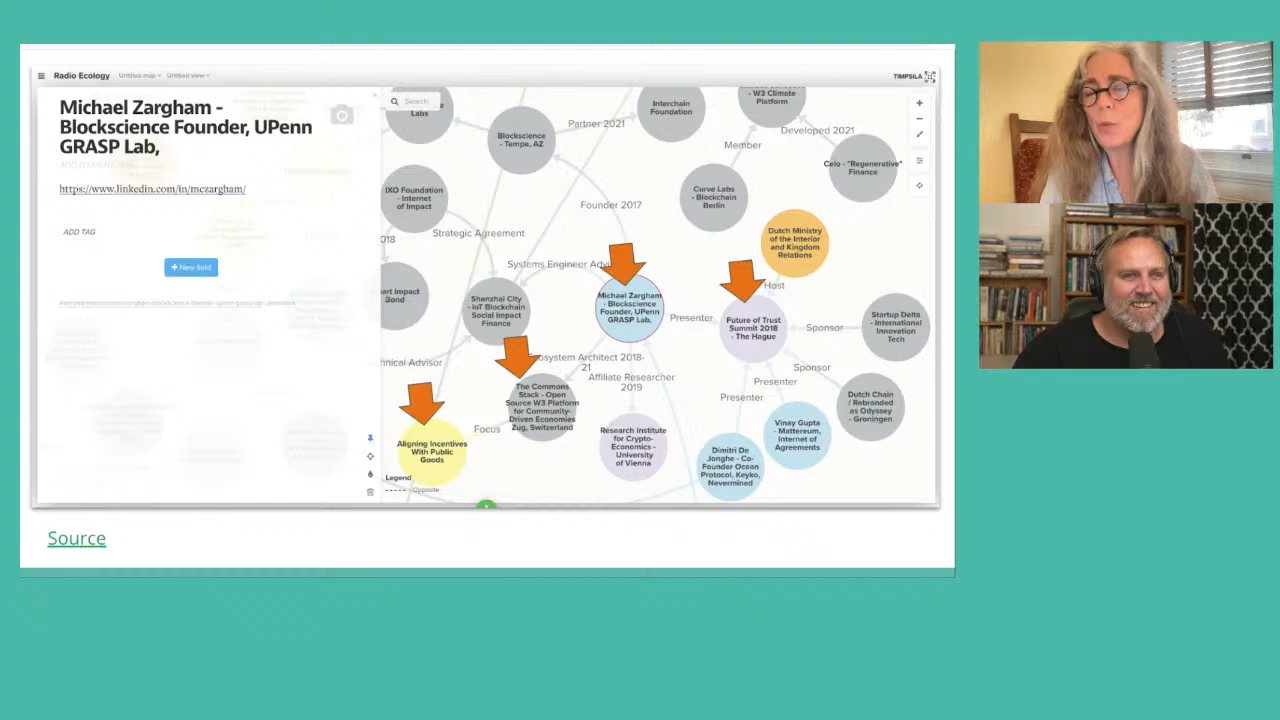 Radio Ecology
Untitled map
Untitled view
TIMPSILA
Michael Zargham -
Blockscience Founder, UPenn
GRASP Lab,
https://www.linkedin.com/in/mczargham/
ADD TAG
+ New field
Search
Labs
Blockscience
- Tempe, AZ
Partner 2021
Interchain
Foundation
- W3 Climate
Platform
Developed 2021
Member
Celo - "Regenerative"
Finance
IXO Foundation
- Internet
of Impact
Curve Labs
- Blockchain
Berlin
Founder 2017
Strategic Agreement
Dutch Ministry
of the Interior
and Kingdom
Relations
Systems Engineer
Host
Bond
Shanzhai City
- IoT Blockchain
Social Impact
Finance
Michael Zargham
- Blockscience
Founder, UPenn
GRASP Lab,
Presenter
Future of Trust
Summit 2018
- The Hague
Sponsor
Startup Delta -
International
Innovation
Tech
Advisor
Architect 2018-
21
Affiliate Researcher
2019
Sponsor
Presenter
Presenter
The Commons
Stack - Open
Source W3 Platform
for Community-
Driven Economies
Zug, Switzerland
Dutch Chain
/ Rebranded
as Odyssey -
Groningen
Focus
Aligning Incentives
With Public
Goods
Research Institute
for Crypto-
Economics -
University
of Vienna
Vinay Gupta
- Mattereum,
Internet of
Agreements
Dimitri De
Jonghe - Co-
Founder Ocean
Protocol, Keyko,
Nevermined
Legend
Opposite
Source